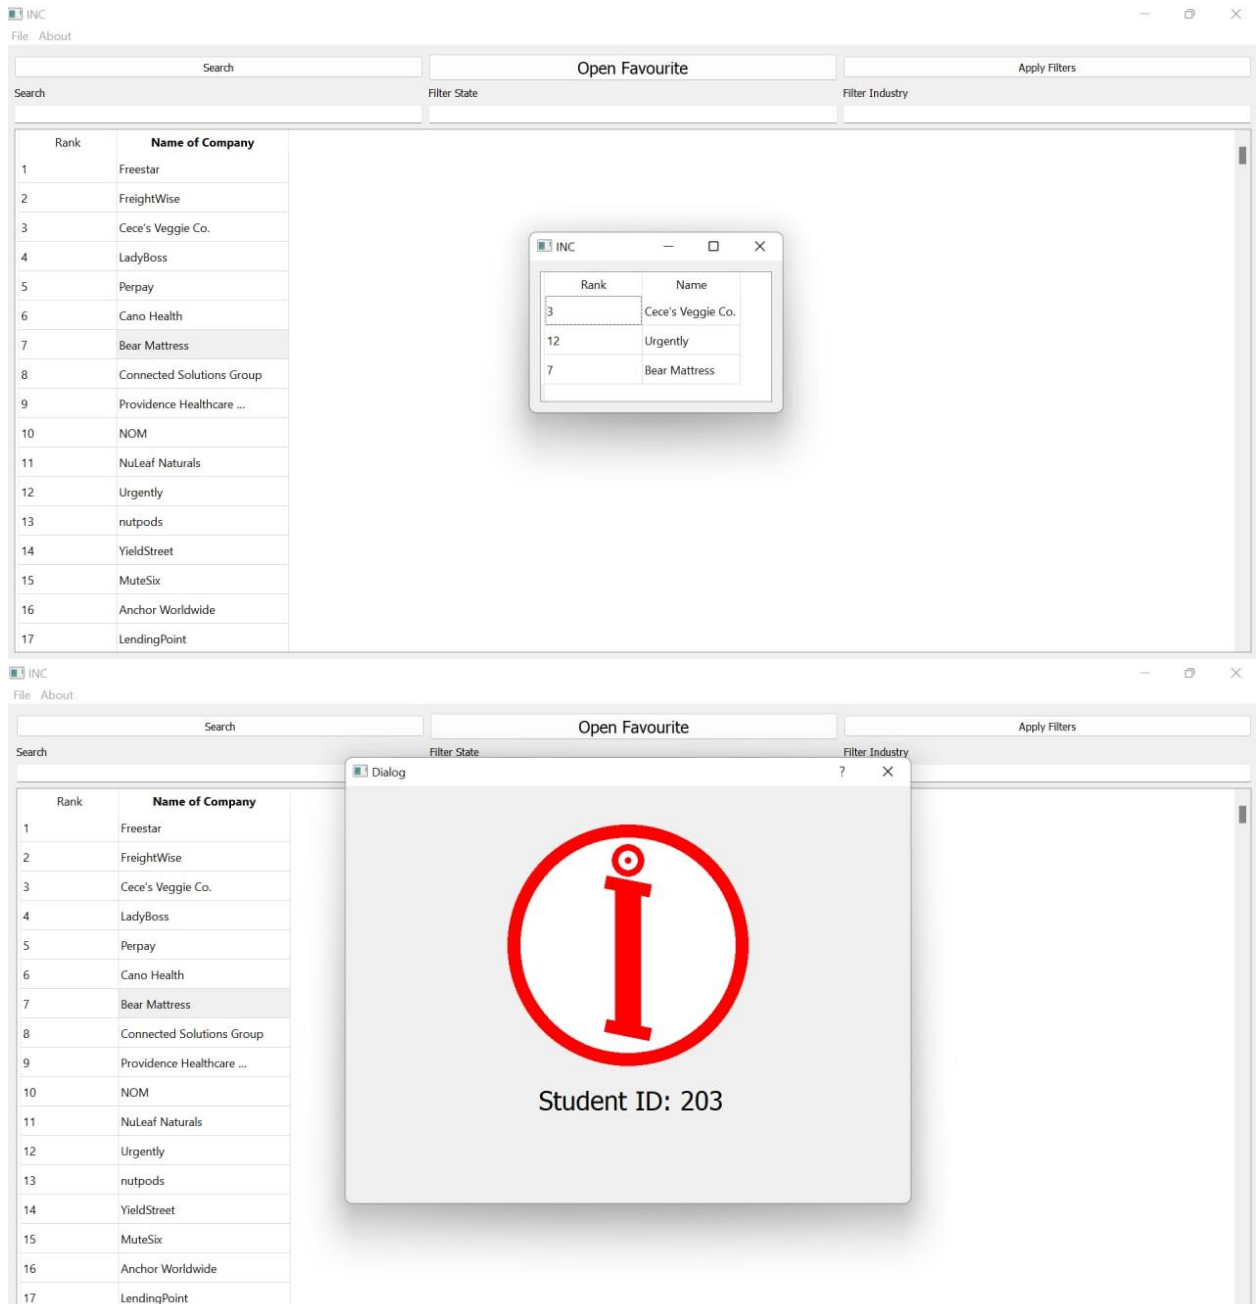 INC
File About
Search Open Favourite Apply Filters
Search Filter State Filter Industry
Rank Name of Company
1 Freestar
2 FreightWise
3 Cece's Veggie Co.
4 LadyBoss
5 Perpay
6 Cano Health
7 Bear Mattress
8 Connected Solutions Group
9 Providence Healthcare ...
10 NOM
11 NuLeaf Naturals
12 Urgently
13 nutpods
14 YieldStreet
15 MuteSix
16 Anchor Worldwide
17 LendingPoint
INC
Rank Name
3 Cece's Veggie Co.
12 Urgently
7 Bear Mattress
INC
File About
Search Open Favourite Apply Filters
Search Filter State Filter Industry
Rank Name of Company
1 Freestar
2 FreightWise
3 Cece's Veggie Co.
4 LadyBoss
5 Perpay
6 Cano Health
7 Bear Mattress
8 Connected Solutions Group
9 Providence Healthcare ...
10 NOM
11 NuLeaf Naturals
12 Urgently
13 nutpods
14 YieldStreet
15 MuteSix
16 Anchor Worldwide
17 LendingPoint
Dialog ?
i
Student ID: 203